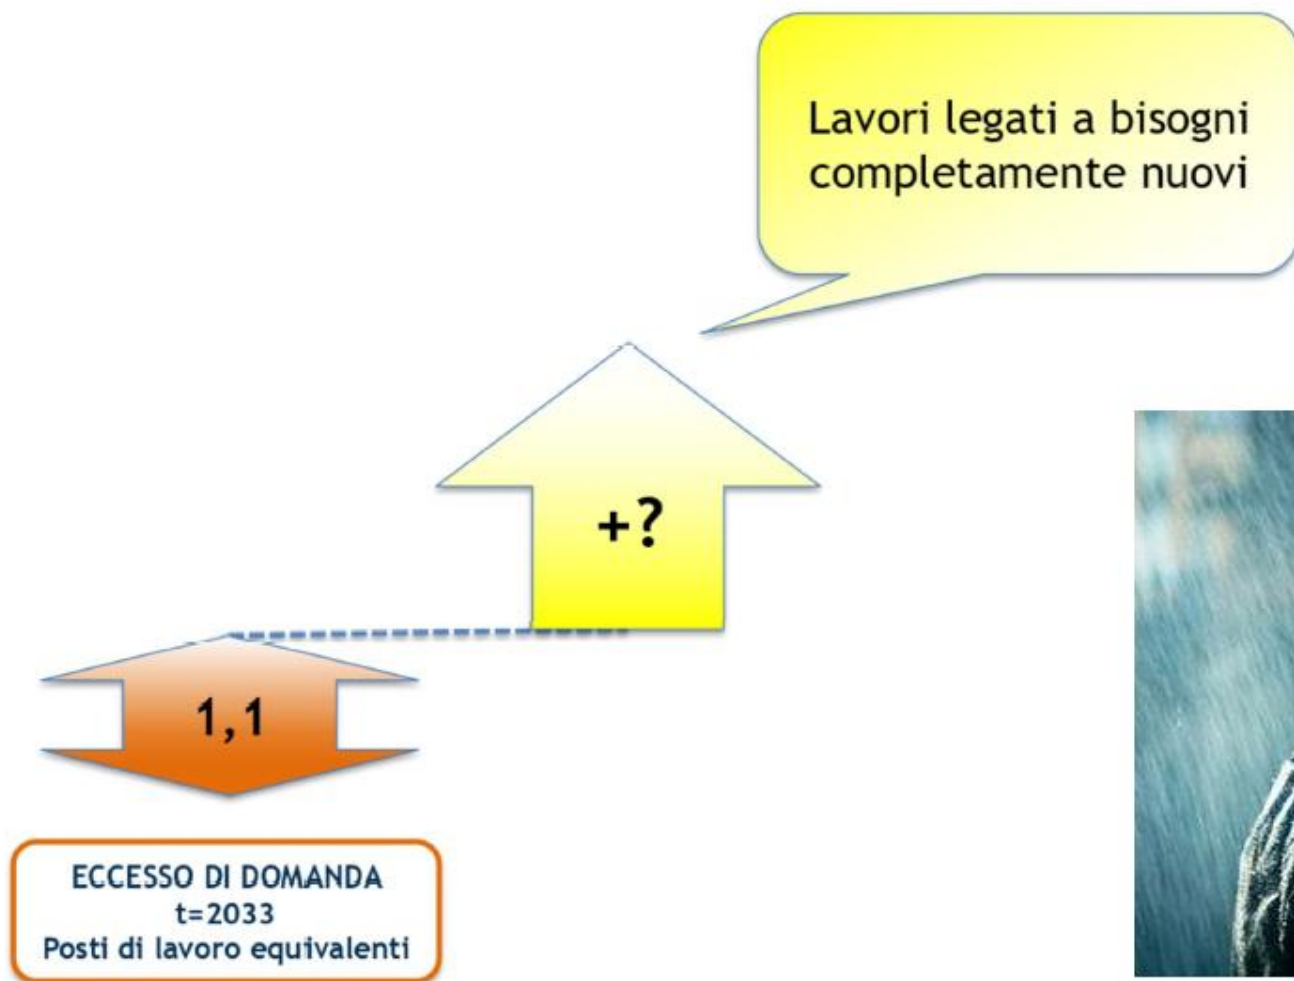 Lavori legati a bisogni
completamente nuovi
+?
1,1
ECCESSO DI DOMANDA
t=2033
Posti di lavoro equivalenti